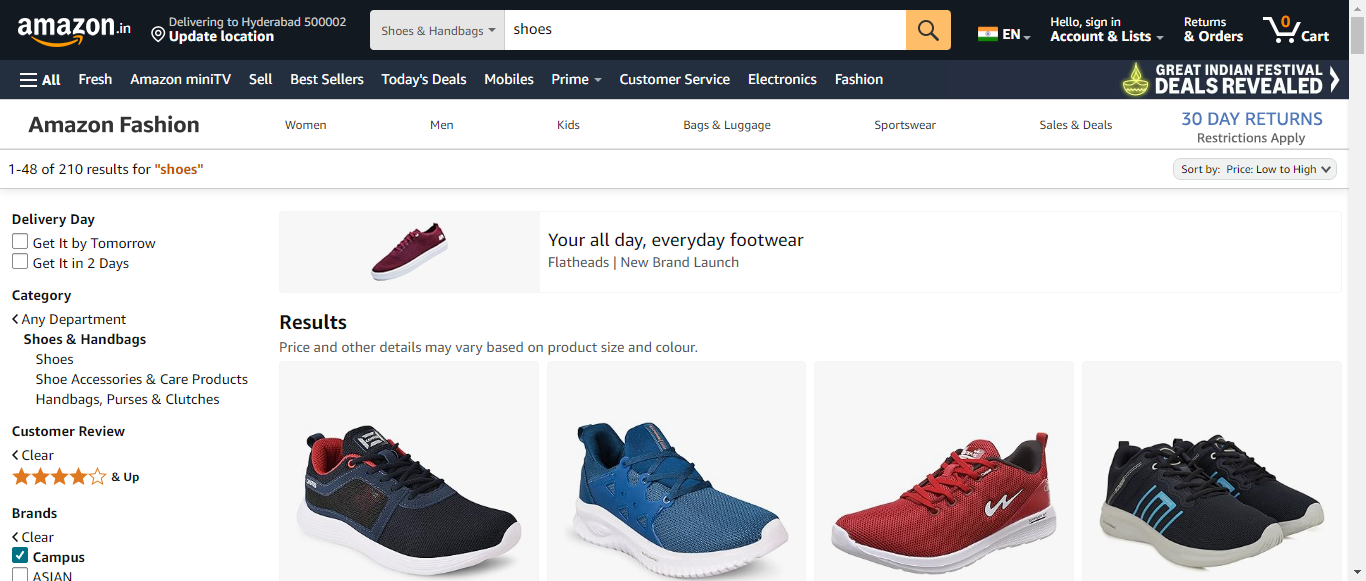 amazon.in
Delivering to Hyderabad 500002
Update location
Shoes & Handbags
shoes
EN
Hello, sign in
Account & Lists
Returns
& Orders
0
Cart
All
Fresh
Amazon miniTV
Sell
Best Sellers
Today's Deals
Mobiles
Prime
Customer Service
Electronics
Fashion
GREAT INDIAN FESTIVAL
DEALS REVEALED
Amazon Fashion
Women
Men
Kids
Bags & Luggage
Sportswear
Sales & Deals
30 DAY RETURNS
Restrictions Apply
1-48 of 210 results for "shoes"
Sort by: Price: Low to High
Delivery Day
Get It by Tomorrow
Get It in 2 Days
Category
Any Department
Shoes & Handbags
Shoes
Shoe Accessories & Care Products
Handbags, Purses & Clutches
Customer Review
Clear
& Up
Brands
Clear
Campus
ASIAN
Your all day, everyday footwear
Flatheads | New Brand Launch
Results
Price and other details may vary based on product size and colour.